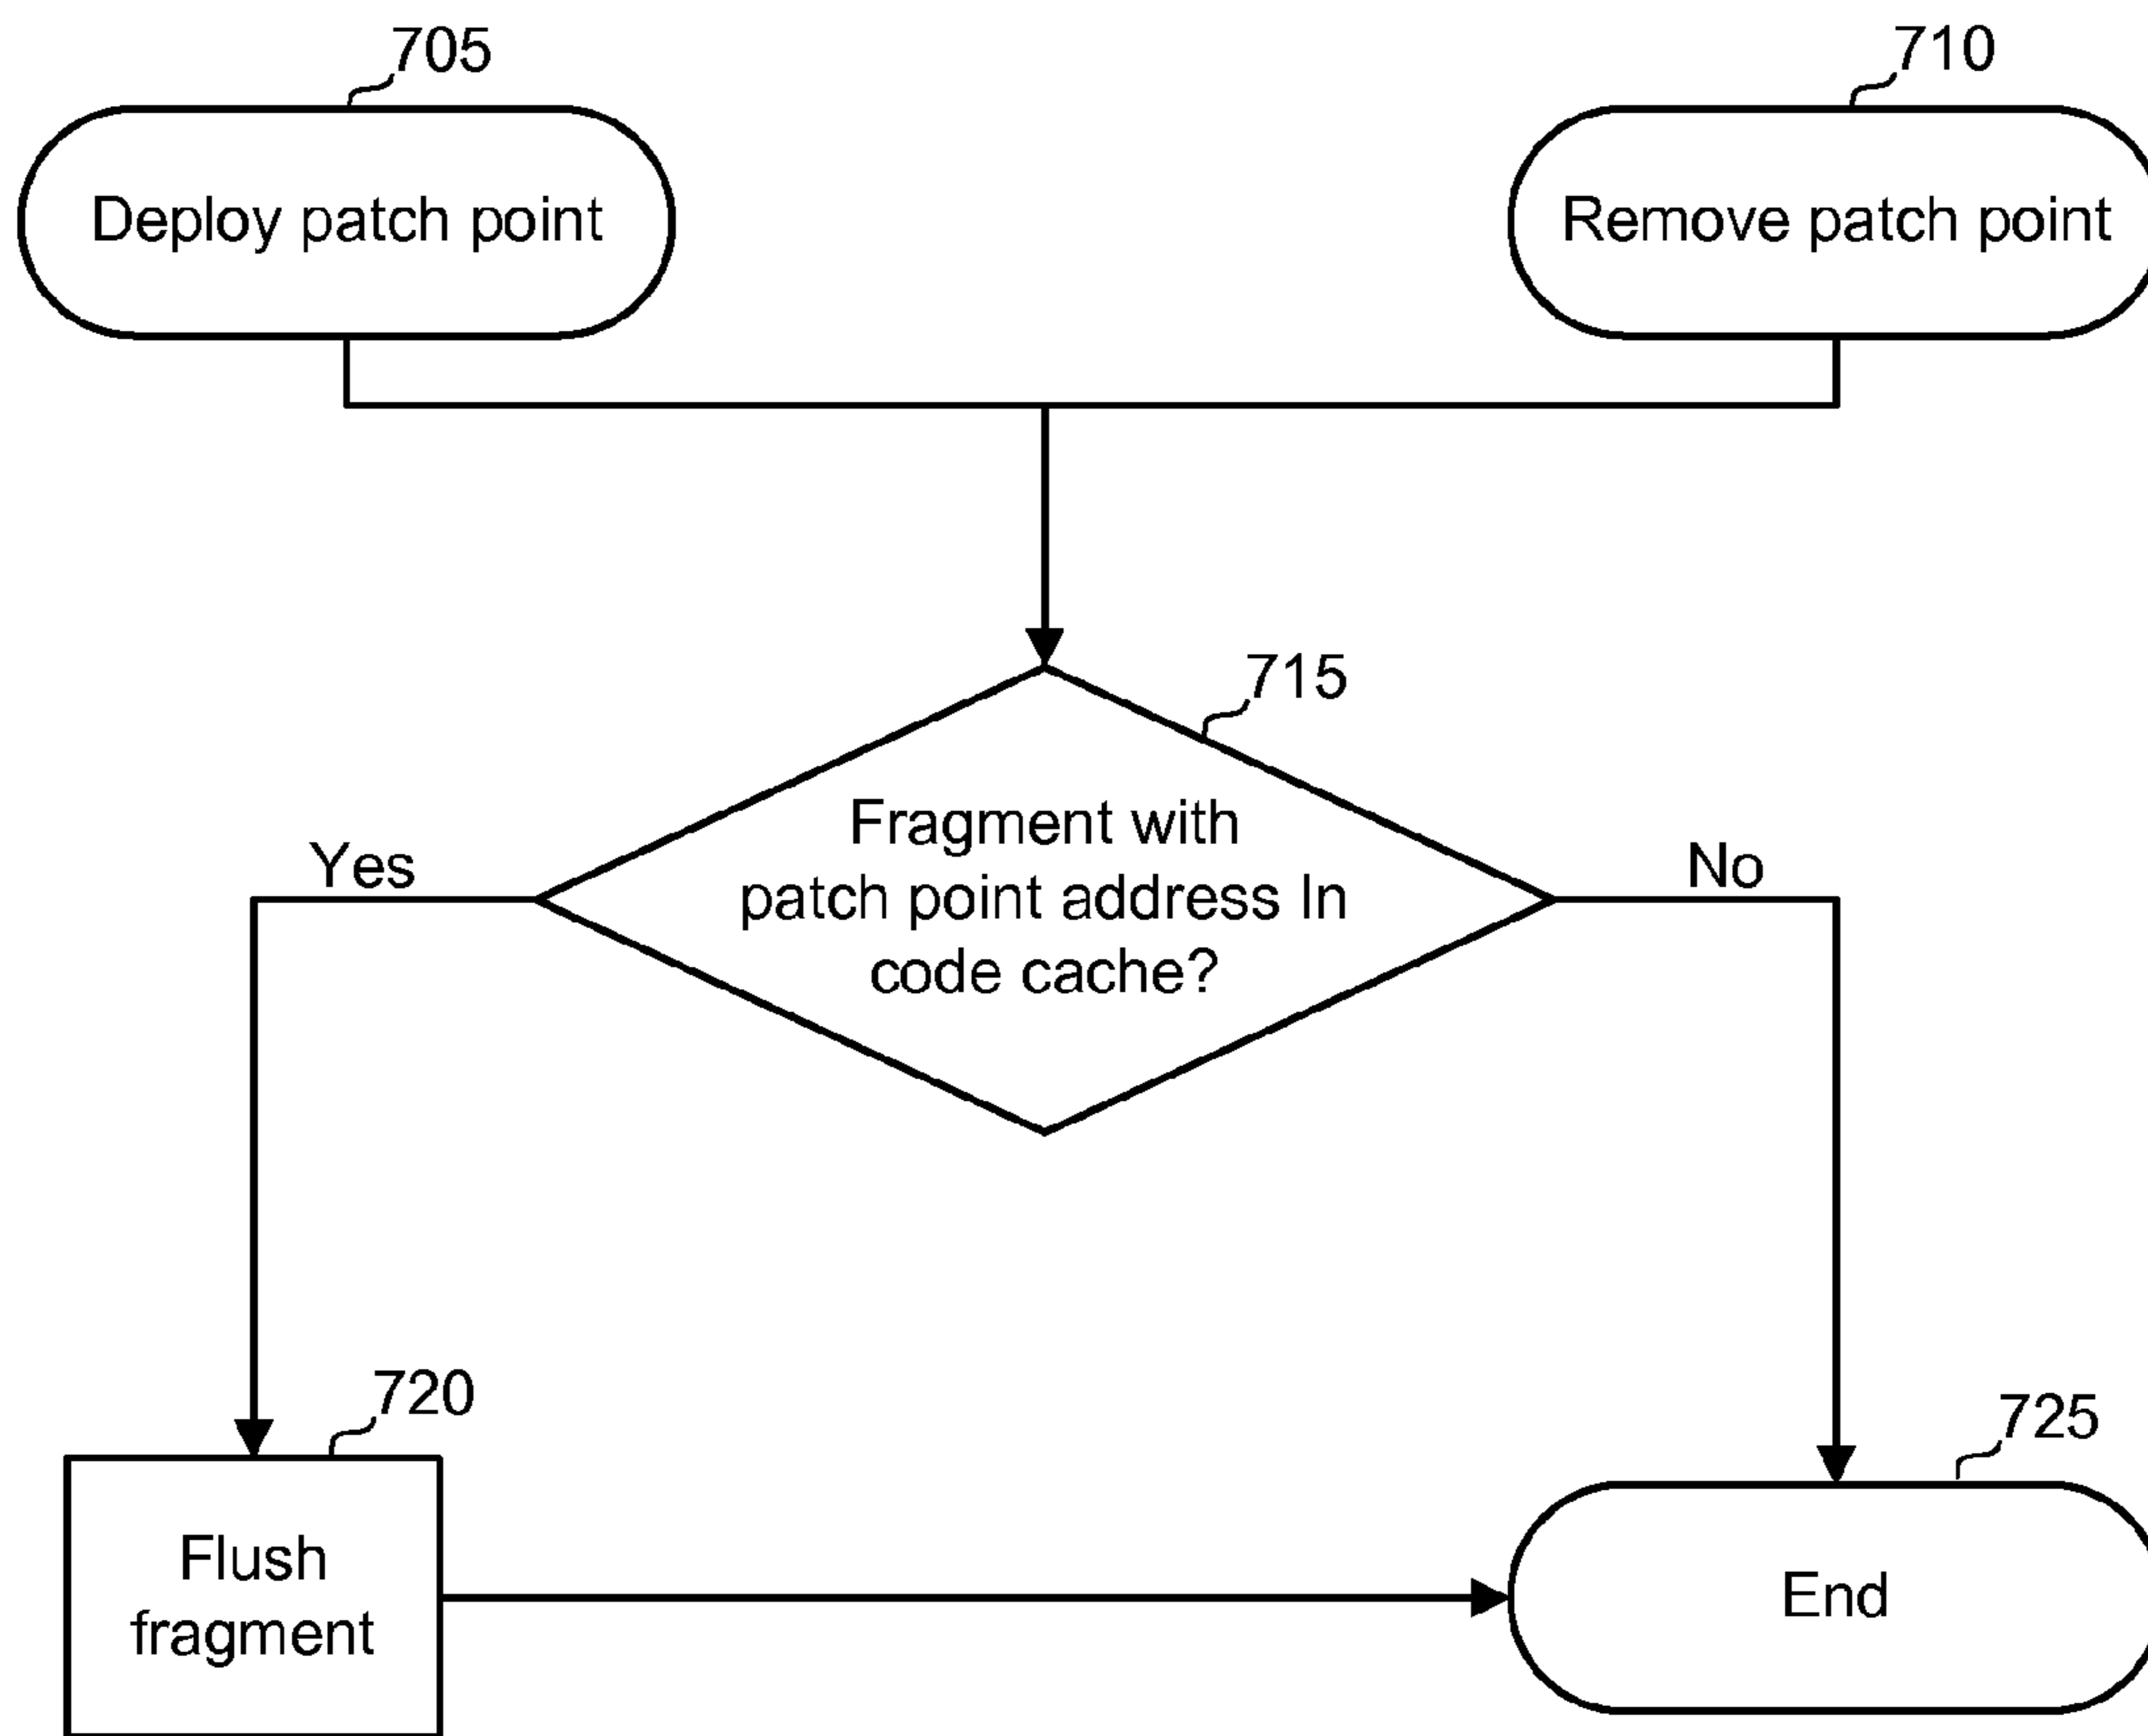 705
710
Deploy patch point
Remove patch point
715
Fragment with
patch point address In
code cache?
Yes
No
720
725
Flush
fragment
End